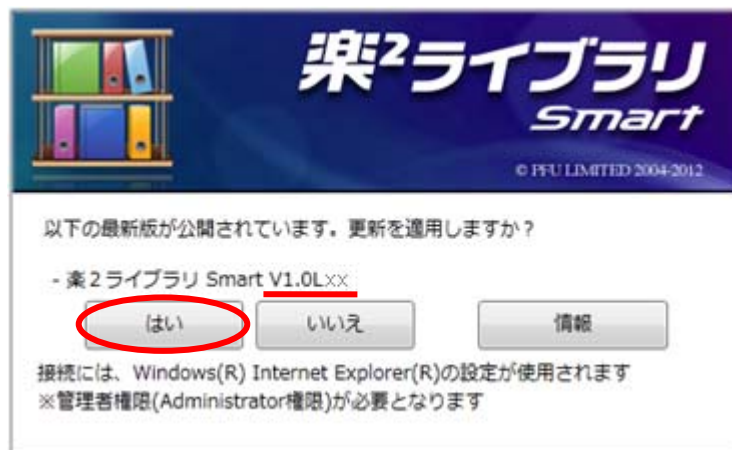 楽²ライブラリ
Smart
© PFU LIMITED 2004-2012
以下の最新版が公開されています。更新を適用しますか？
- 楽２ライブラリ Smart V1.0L××
はい いいえ 情報
接続には、Windows(R) Internet Explorer(R)の設定が使用されます
※管理者権限(Administrator権限)が必要となります